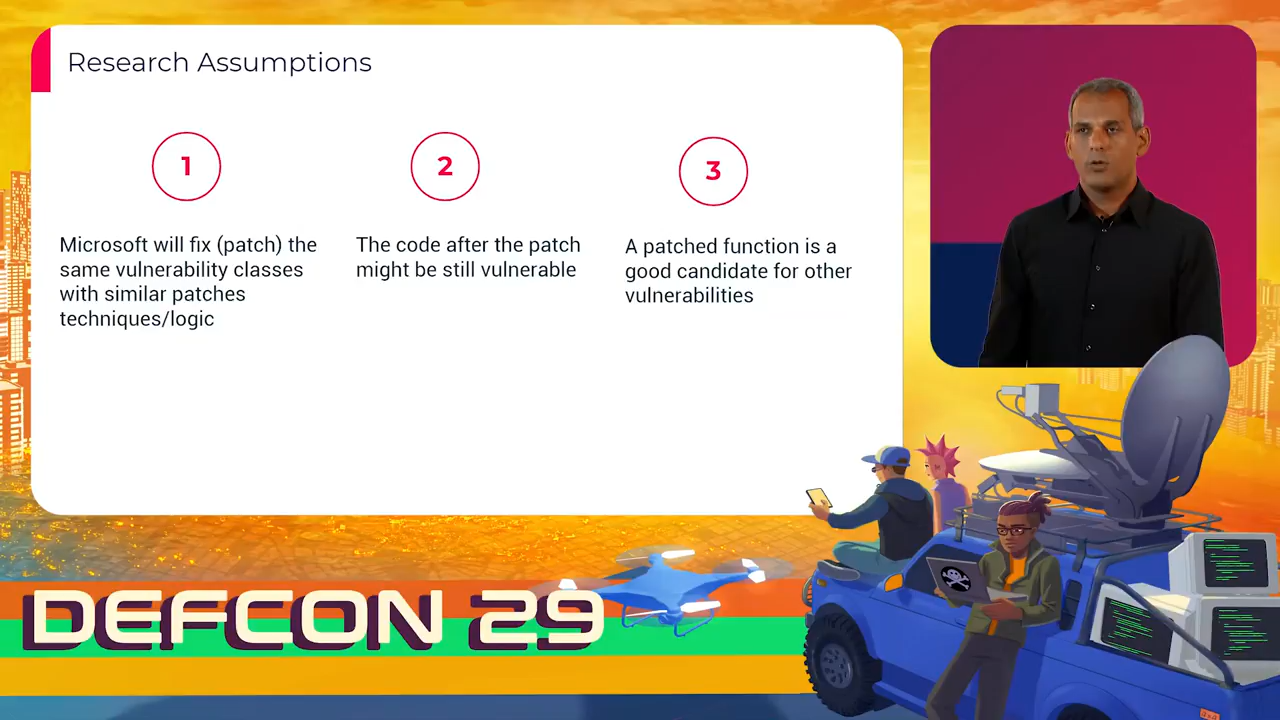 Research Assumptions
1
2
3
Microsoft will fix (patch) the
same vulnerability classes
with similar patches
techniques/logic
The code after the patch
might be still vulnerable
A patched function is a
good candidate for other
vulnerabilities
DEFCON 29